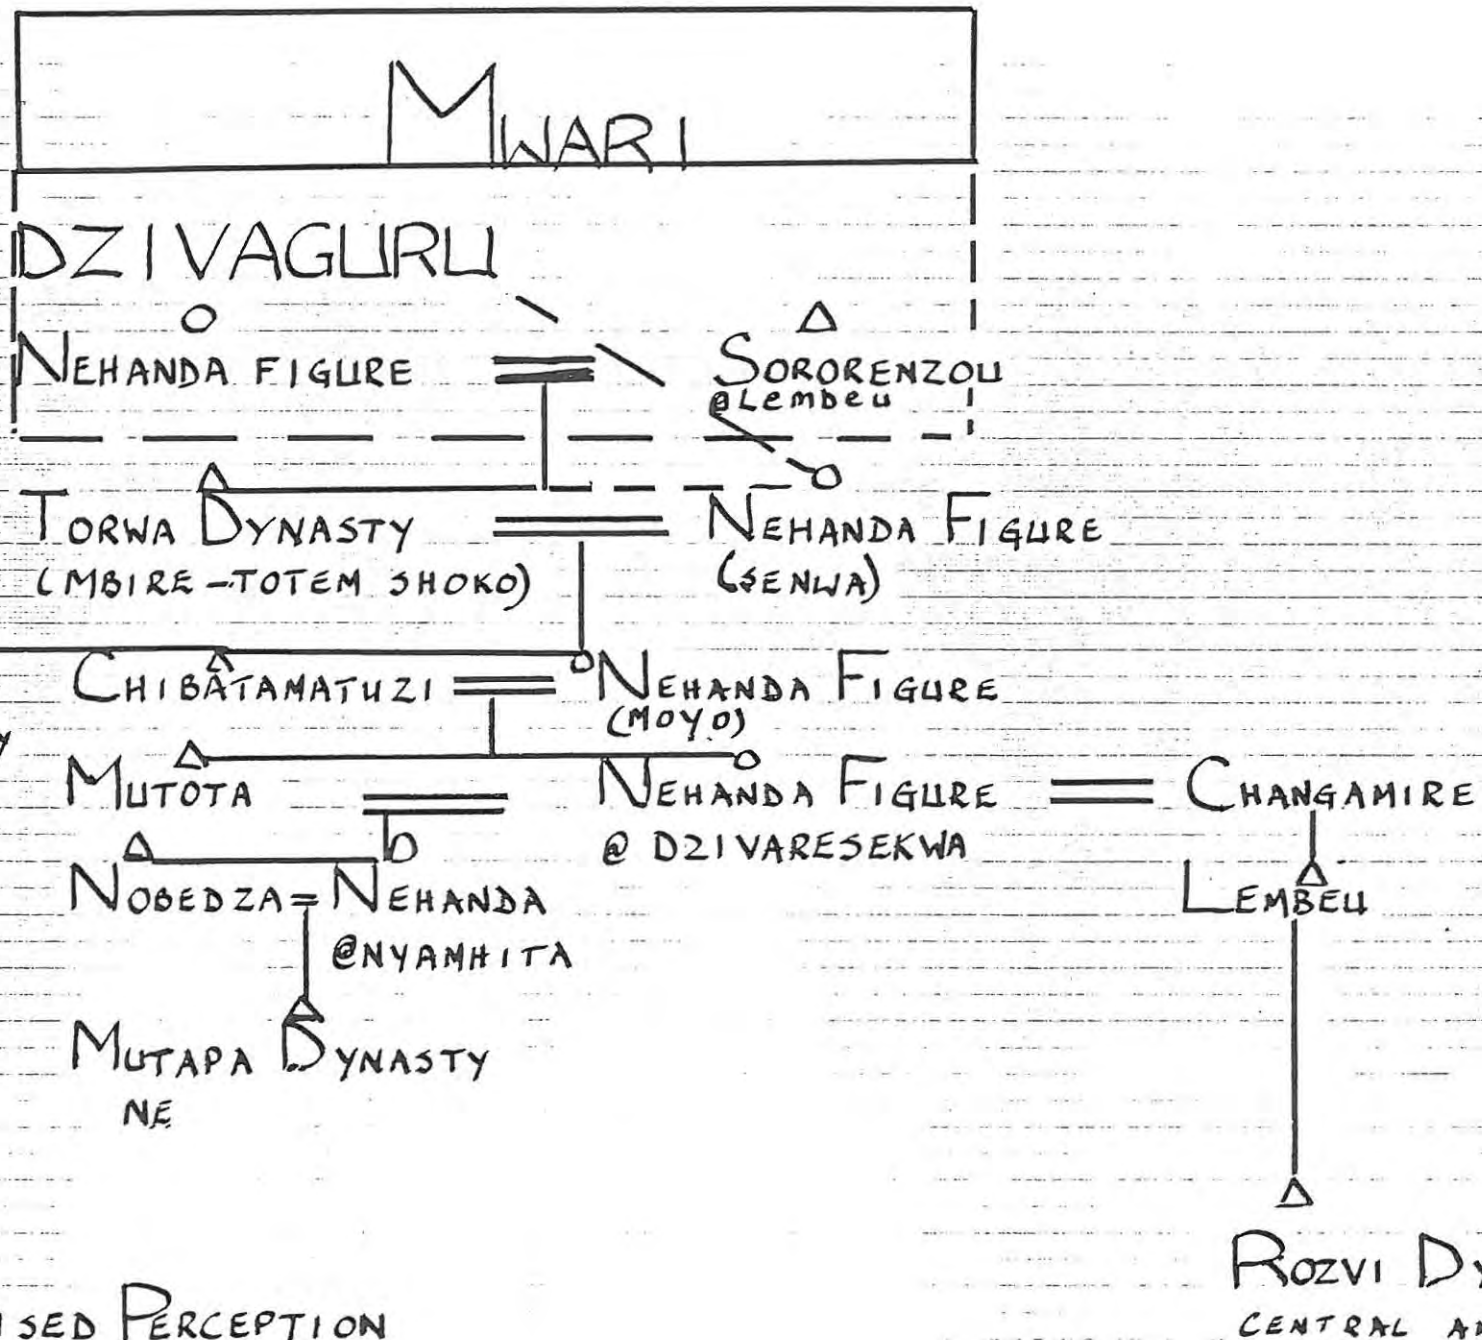 MWARI
DZIVAGURU
NEHANDA FIGURE
SORORENZOU
@Lembeu
TORWA DYNASTY
NEHANDA FIGURE
(MBIRE - TOTEM SHOKO)
(SENWA)
CHIBATAMATUZI
NEHANDA FIGURE
(MOYO)
MUTOTA
NEHANDA FIGURE = CHANGAMIRE
@ DZIVARESEKWA
NOBEDZA = NEHANDA
LEMBEU
@NYAMHITA
MUTAPA DYNASTY
NE
ROZVI
PERCEPTION
CENTRAL